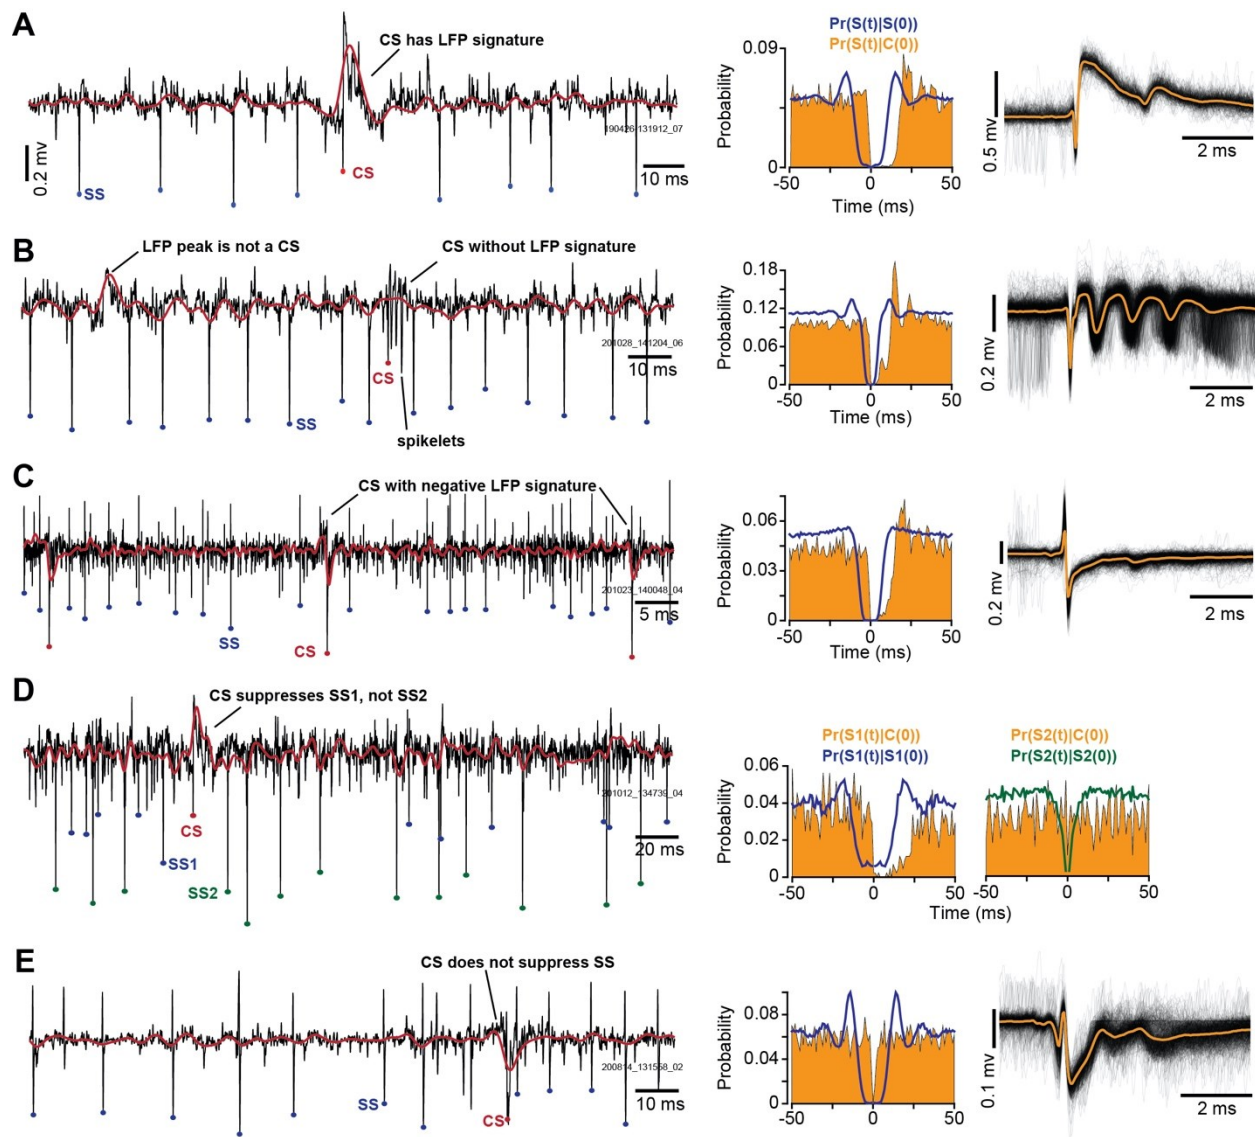 A
CS has LFP signature
190426-131912_07
0.2 mv
SS
CS
10 ms
Pr(S(t)|S(0))
Pr(S(t)|C(0))
0.09
0
Probability
-50
0
50
Time (ms)
0.5 mv
2 ms
B
LFP peak is not a CS
CS without LFP signature
201028_141204_06
10 ms
CS
SS
spikelets
0.18
0.12
0.06
0
Probability
-50
0
50
Time (ms)
0.2 mv
2 ms
C
CS with negative LFP signature
201023_140048_04
5 ms
SS
CS
0.06
0.03
0
Probability
-50
0
50
Time (ms)
0.2 mv
2 ms
D
CS suppresses SS1, not SS2
201012_134739_04
20 ms
CS
SS1
SS2
Pr(S1(t)|C(0))
Pr(S1(t)|S1(0))
Pr(S2(t)|C(0))
Pr(S2(t)|S2(0))
0.06
0.04
0.02
0
Probability
-50
0
50
-50
0
50
Time (ms)
E
CS does not suppress SS
200814_131558_02
10 ms
SS
CS
0.08
0.04
0
Probability
-50
0
50
Time (ms)
0.1 mv
2 ms